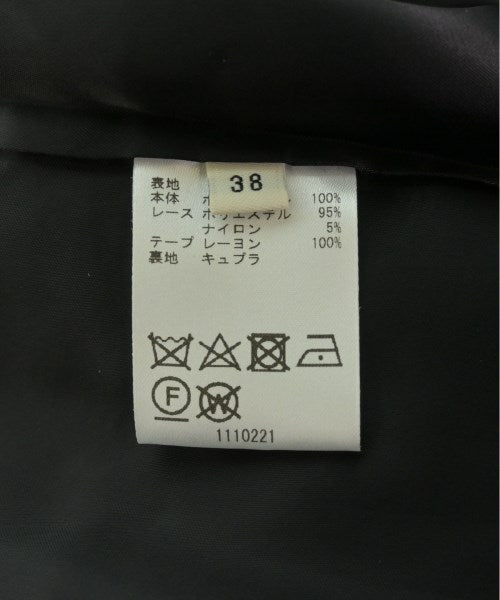 38
表地
本体 100%
レース ポリエステル 95%
ナイロン 5%
テープ レーヨン 100%
裏地 キュプラ
F
W
1110221